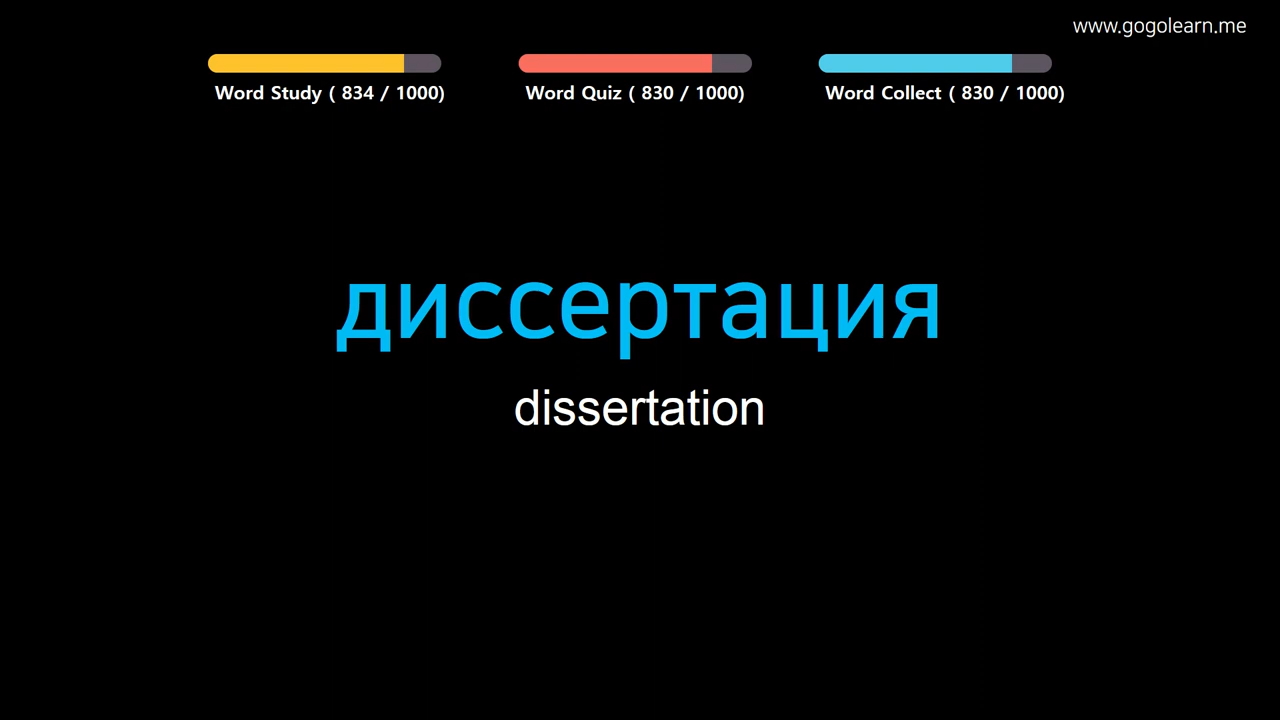 www.gogolearn.me
Word Study ( 834 / 1000)
Word Quiz ( 830 / 1000)
Word Collect ( 830 / 1000)
диссертация
dissertation